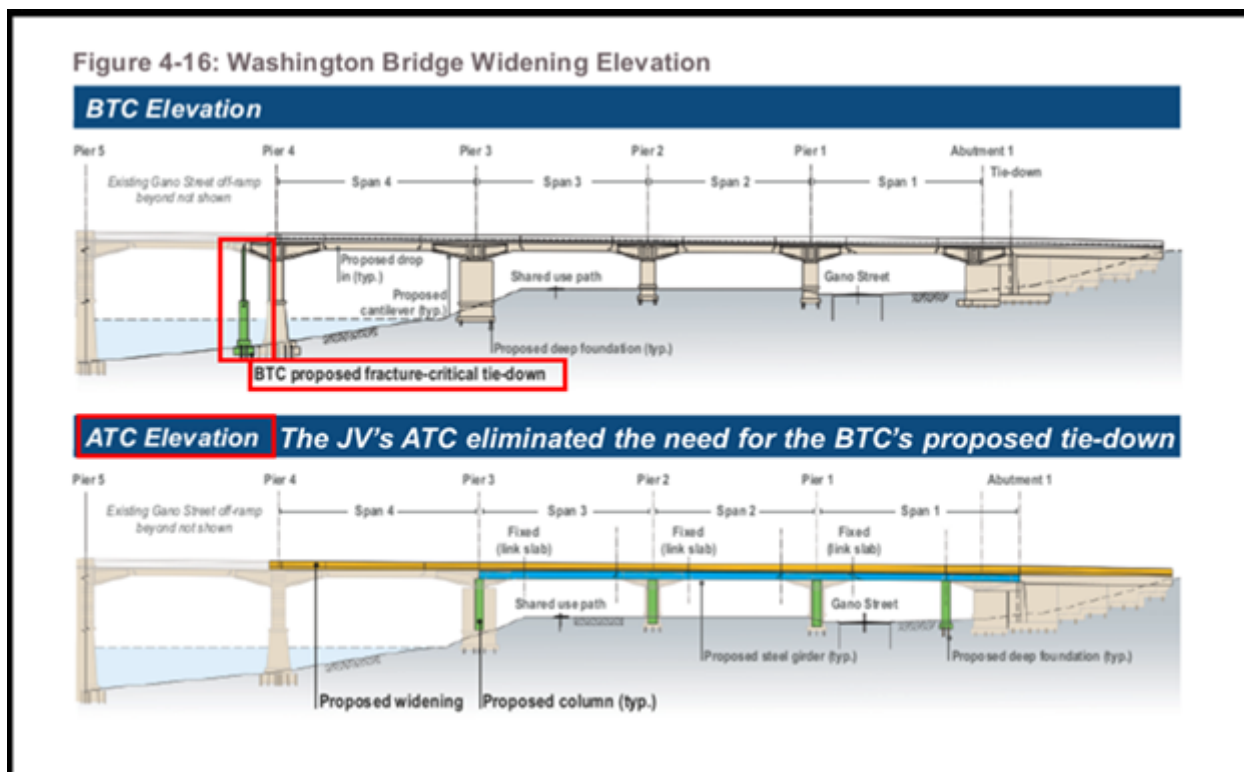 Figure 4-16: Washington Bridge Widening Elevation
BTC Elevation
Pier 5
Pier 4
Pier 3
Pier 2
Pier 1
Abutment 1
Existing Gano Street off-ramp
beyond not shown
Span 4
Span 3
Span 2
Span 1
Tie-down
Proposed drop
in (typ.)
Shared use path
Gano Street
Proposed
cantilever (typ.)
Proposed deep foundation (typ.)
BTC proposed fracture-critical tie-down
ATC Elevation The JV's ATC eliminated the need for the BTC's proposed tie-down
Pier 5
Pier 4
Pier 3
Pier 2
Pier 1
Abutment 1
Existing Gano Street off-ramp
beyond not shown
Span 4
Span 3
Span 2
Span 1
Fixed
(link slab)
Fixed
(link slab)
Fixed
(link slab)
Shared use path
Gano Street
Proposed steel girder (typ.)
Proposed deep foundation (typ.)
Proposed widening
Proposed column (typ.)